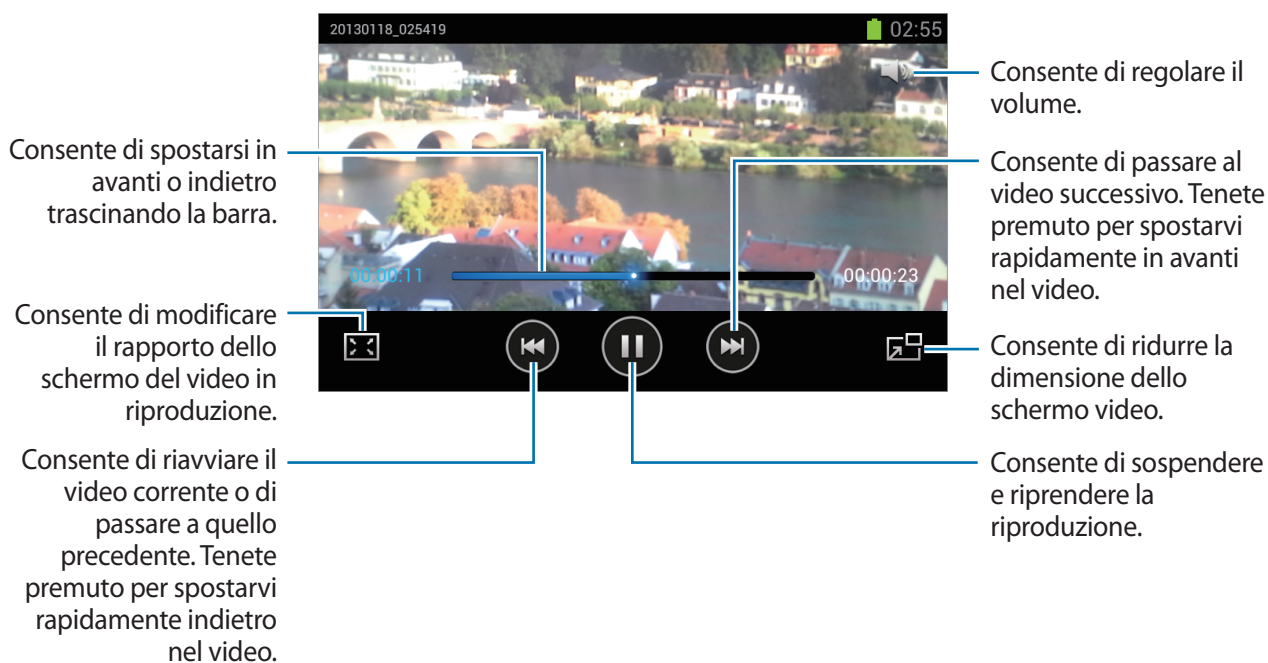 20130118_025419
02:55
Consente di regolare il
volume.
Consente di spostarsi in
avanti o indietro
trascinando la barra.
Consente di passare al
video successivo. Tenete
premuto per spostarvi
rapidamente in avanti
nel video.
00:00:11
00:00:23
Consente di modificare
il rapporto dello
schermo del video in
riproduzione.
Consente di ridurre la
dimensione dello
schermo video.
Consente di riavviare il
video corrente o di
passare a quello
precedente. Tenete
premuto per spostarvi
rapidamente indietro
nel video.
Consente di sospendere
e riprendere la
riproduzione.